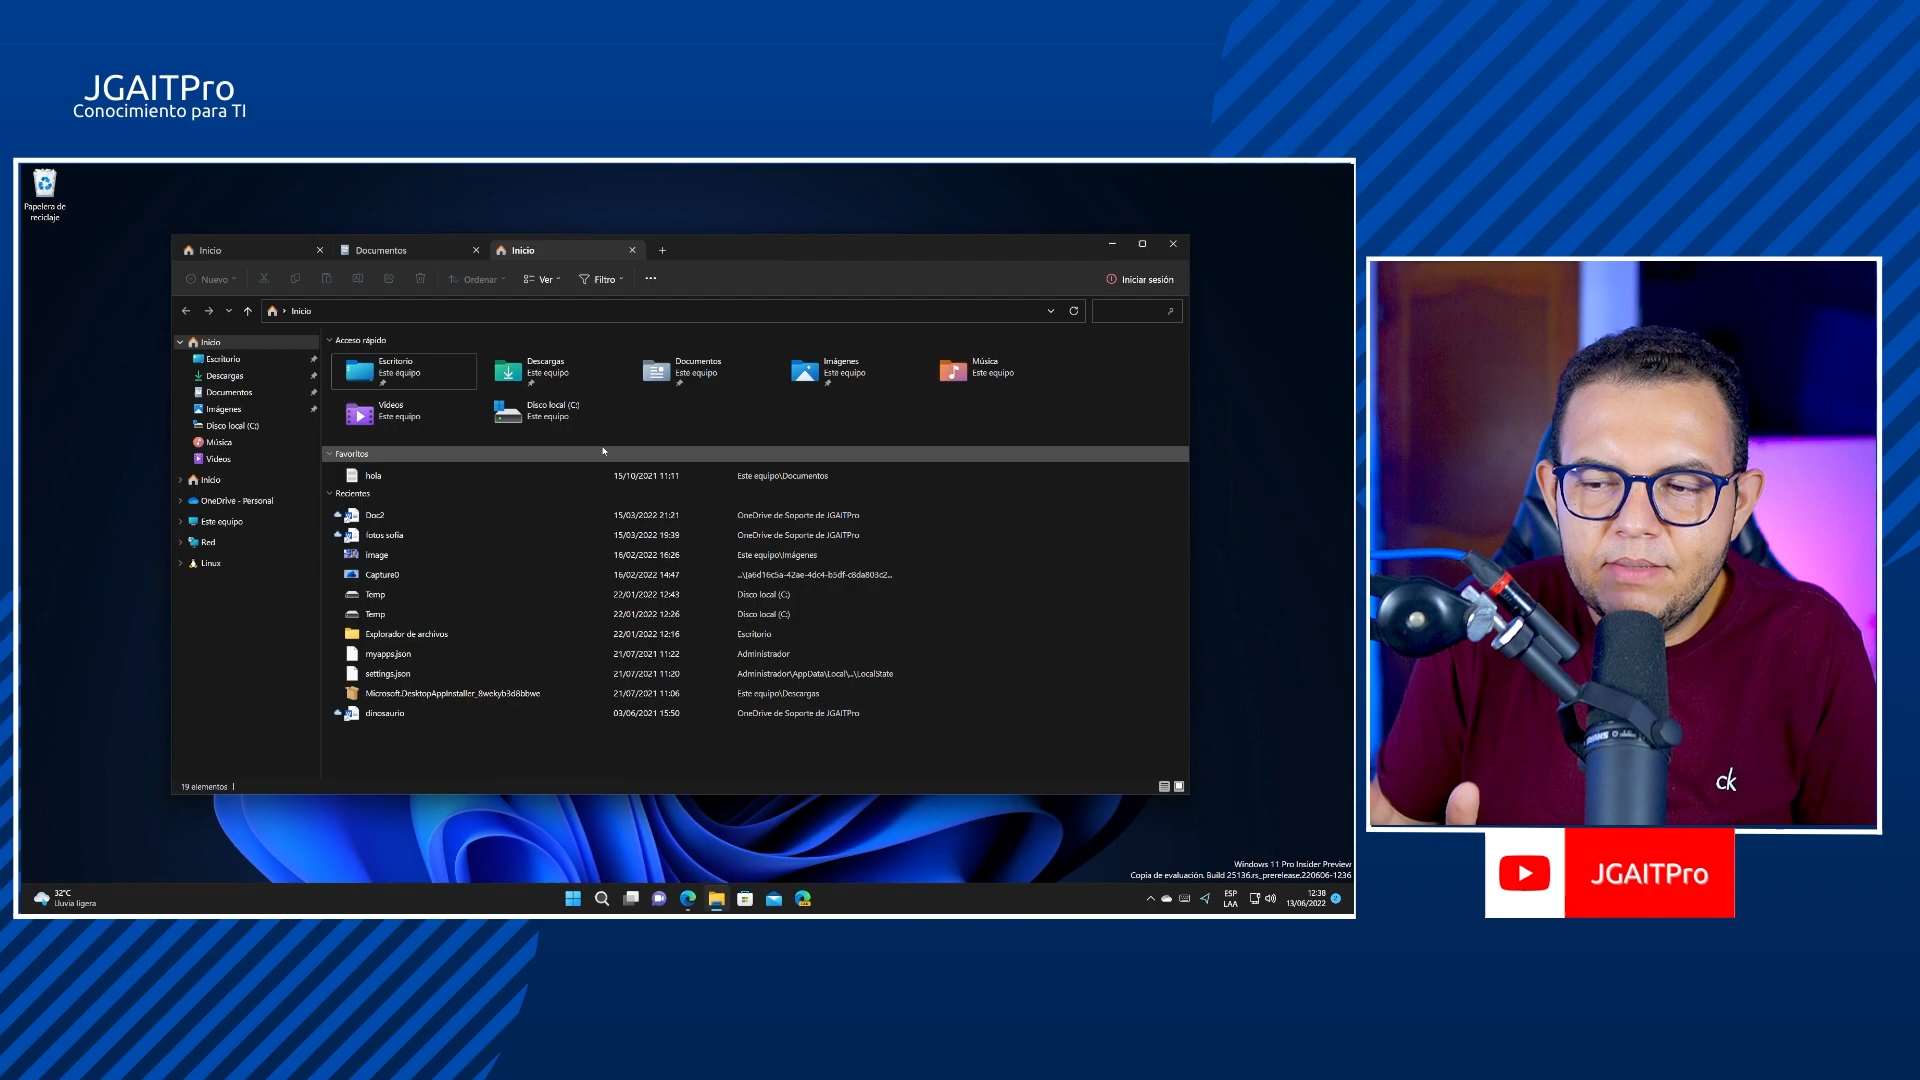 JGAITPro
Conocimiento para TI
Papelera de
reciclaje
Inicio
Documentos
Inicio
Nuevo
Ordenar
Ver
Filtro
Iniciar sesión
Inicio
Inicio
Escritorio
Descargas
Documentos
Imágenes
Disco local (C:)
Música
Videos
Inicio
OneDrive - Personal
Este equipo
Red
Linux
Acceso rápido
Escritorio
Este equipo
Descargas
Este equipo
Documentos
Este equipo
Imágenes
Este equipo
Música
Este equipo
Videos
Este equipo
Disco local (C:)
Este equipo
Favoritos
hola 15/10/2021 11:11 Este equipo\Documentos
Recientes
Doc2 15/03/2022 21:21 OneDrive de Soporte de JGAITPro
fotos sofia 15/03/2022 19:39 OneDrive de Soporte de JGAITPro
image 16/02/2022 16:26 Este equipo\Imágenes
Capture0 16/02/2022 14:47 ...\{a6d16c5a-42ae-4dc4-b5df-c8da803c2...
Temp 22/01/2022 12:43 Disco local (C:)
Temp 22/01/2022 12:26 Disco local (C:)
Explorador de archivos 22/01/2022 12:16 Escritorio
myapps.json 21/07/2021 11:22 Administrador
settings.json 21/07/2021 11:20 Administrador\AppData\Local\...\LocalState
Microsoft.DesktopAppInstaller_8wekyb3d8bbwe 21/07/2021 11:06 Este equipo\Descargas
dinosaurio 03/06/2021 15:50 OneDrive de Soporte de JGAITPro
19 elementos
Windows 11 Pro Insider Preview
Copia de evaluación. Build 25136.rs_prerelease.220606-1236
32°C
Lluvia ligera
ESP
LAA
12:38
13/06/2022
ck
JGAITPro